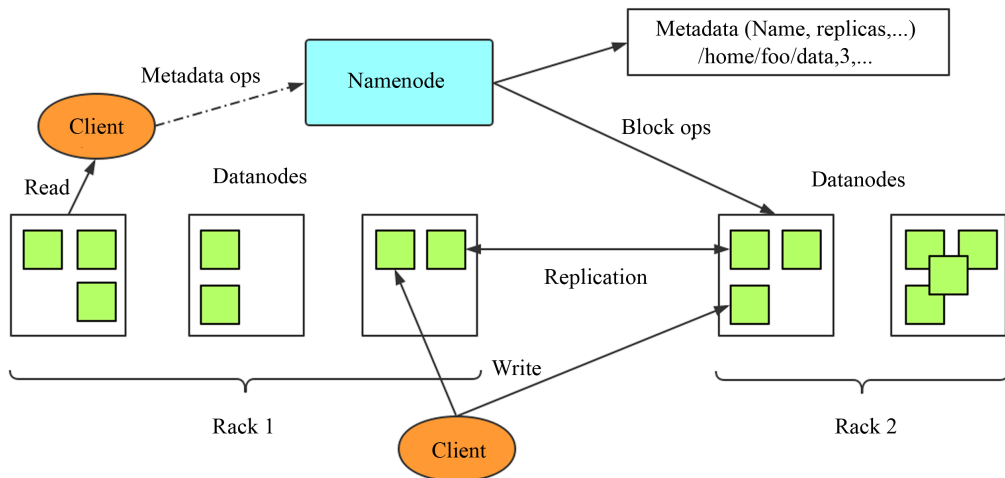 Metadata (Name, replicas,...)
/home/foo/data,3,...
Metadata ops
Namenode
Client
Block ops
Read
Datanodes
Datanodes
Replication
Write
Rack 1
Client
Rack 2